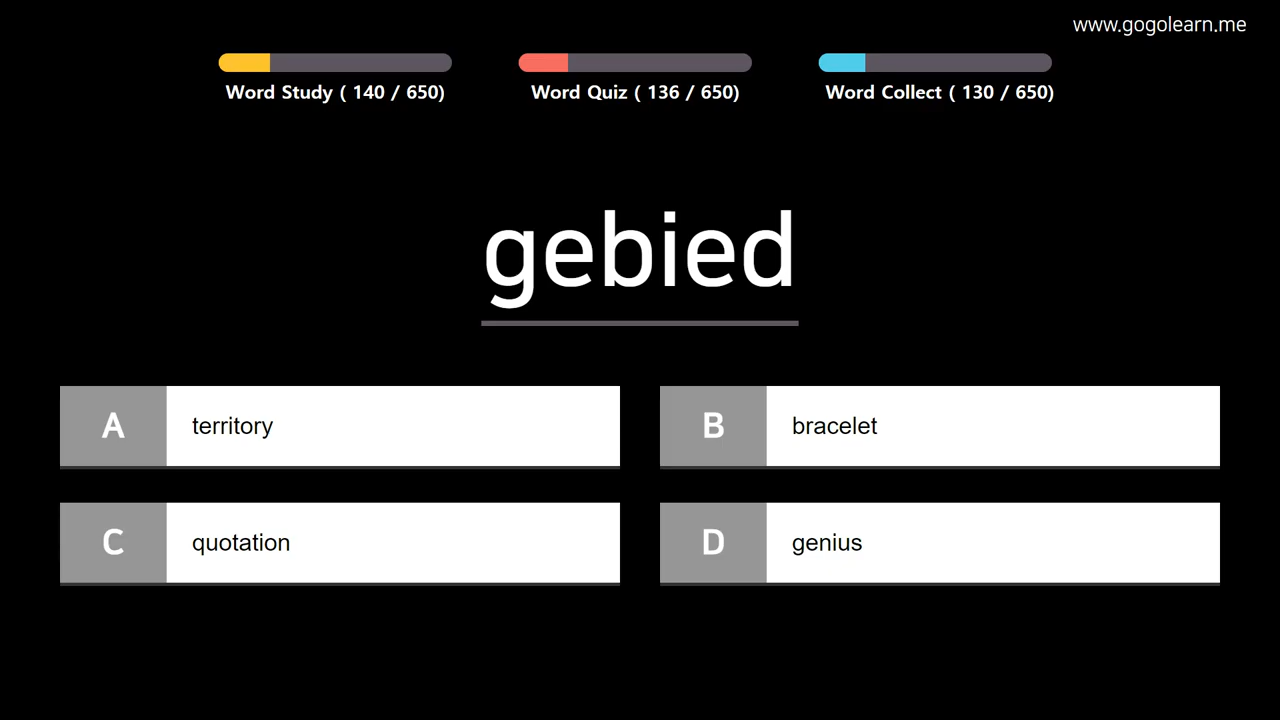 www.gogolearn.me
Word Study ( 140 / 650)
Word Quiz ( 136 / 650)
Word Collect ( 130 / 650)
gebied
A territory
B bracelet
C quotation
D genius